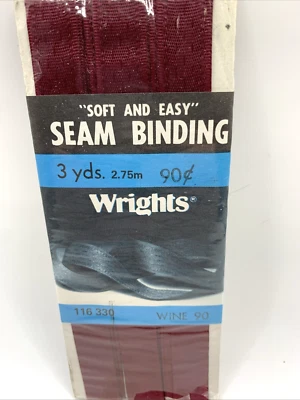 "SOFT AND EASY"
SEAM BINDING
3 yds. 2.75m 90¢
Wrights®
116 330 WINE 90